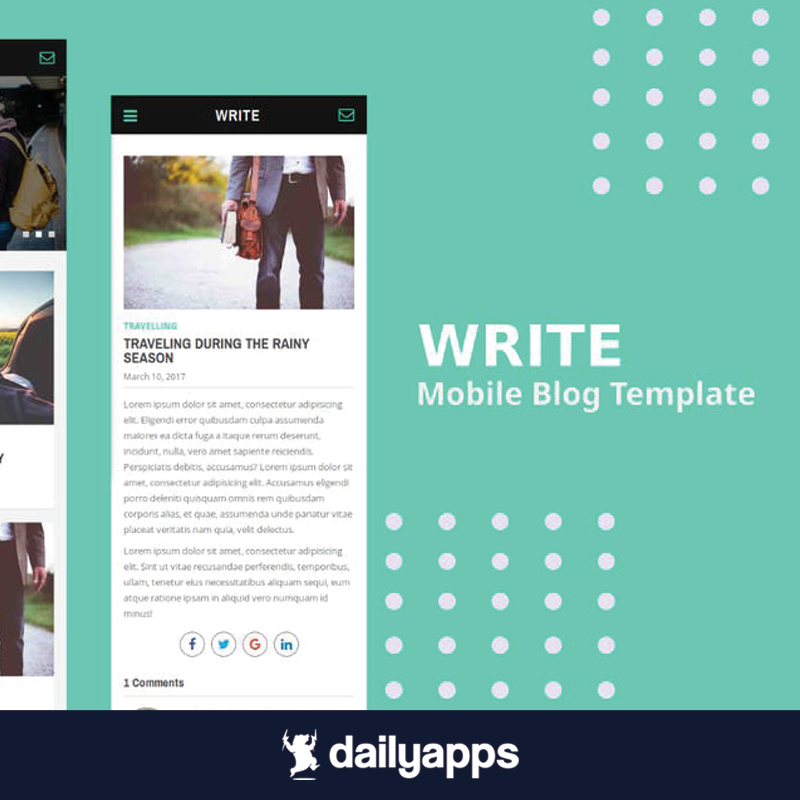 WRITE
TRAVELLING
TRAVELING DURING THE RAINY
SEASON
March 10, 2017
Lorem ipsum dolor sit amet, consectetur adipisicing
elit. Eligendi error quibusdam culpa assumenda
maiores ea dicta fuga a itaque rerum deserunt,
incidunt, nulla, vero amet sapiente reiciendis.
Perspiciatis debitis, accusamus? Lorem ipsum dolor sit
amet, consectetur adipisicing elit. Accusamus eligendi
porro deleniti quisquam omnis rem quibusdam
corporis alias, et quae, assumenda unde pariatur vitae
placeat veritatis nam quia, velit delectus.
Lorem ipsum dolor sit amet, consectetur adipisicing
elit. Sint ut vitae recusandae perferendis, temporibus,
ullam, tenetur eius necessitatibus aliquam sequi, eum
atque ratione ipsam in aliquid vero numquam id
minus!
f
G
in
1 Comments
Y
WRITE
Mobile Blog Template
dailyapps